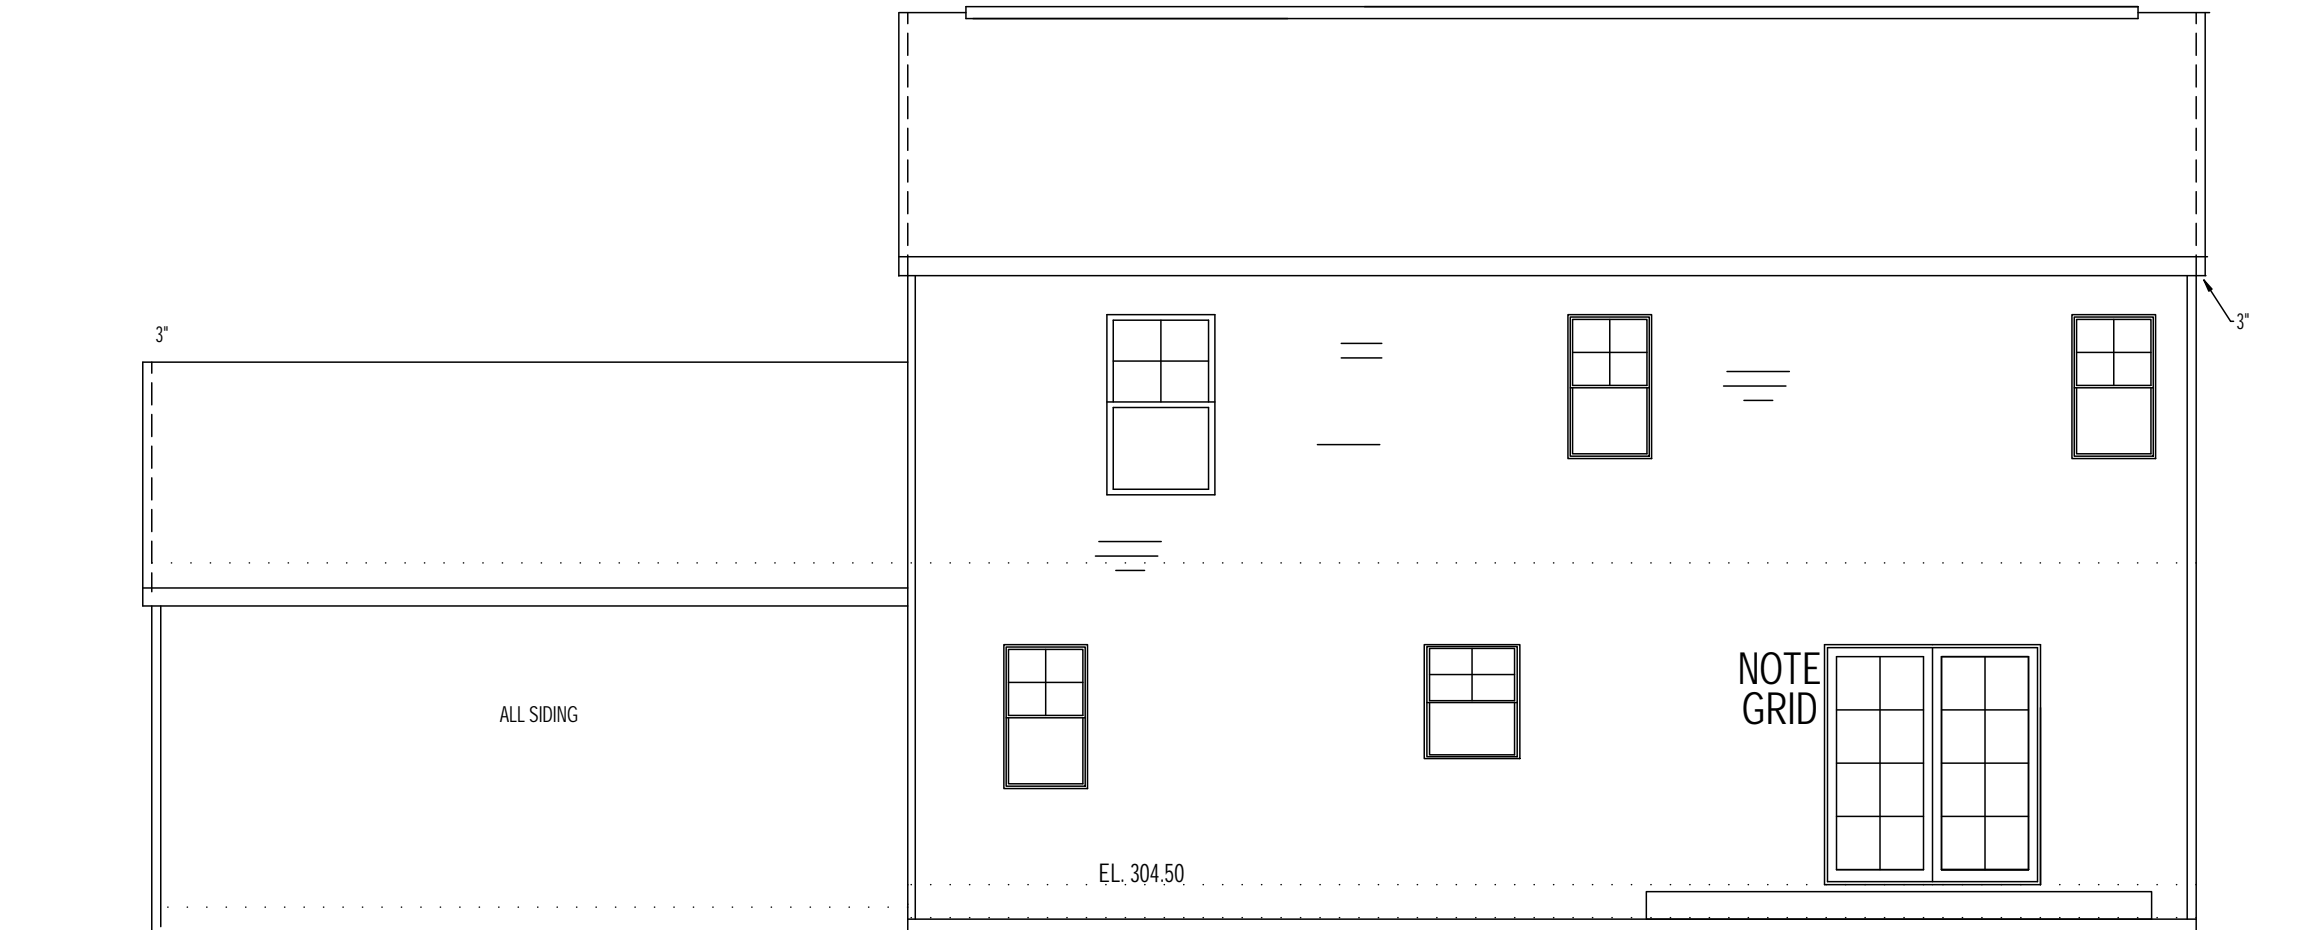 3"
3"
NOTE
GRID
ALL SIDING
EL. 304.50